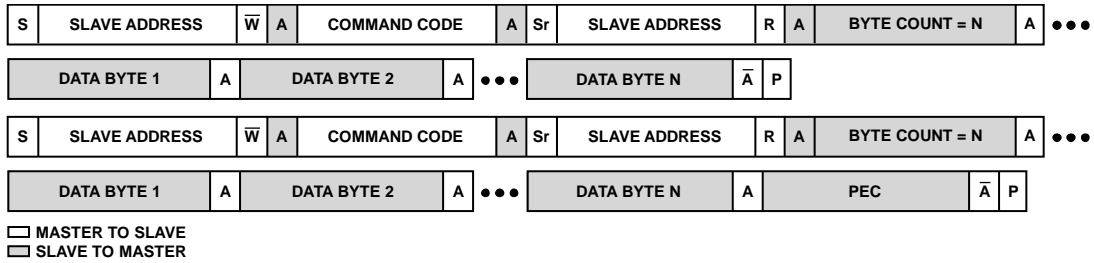 S SLAVE ADDRESS W̅ A COMMAND CODE A Sr SLAVE ADDRESS R A BYTE COUNT = N A •••
DATA BYTE 1 A DATA BYTE 2 A ••• DATA BYTE N A̅ P
S SLAVE ADDRESS W̅ A COMMAND CODE A Sr SLAVE ADDRESS R A BYTE COUNT = N A •••
DATA BYTE 1 A DATA BYTE 2 A ••• DATA BYTE N A PEC A̅ P
MASTER TO SLAVE
SLAVE TO MASTER